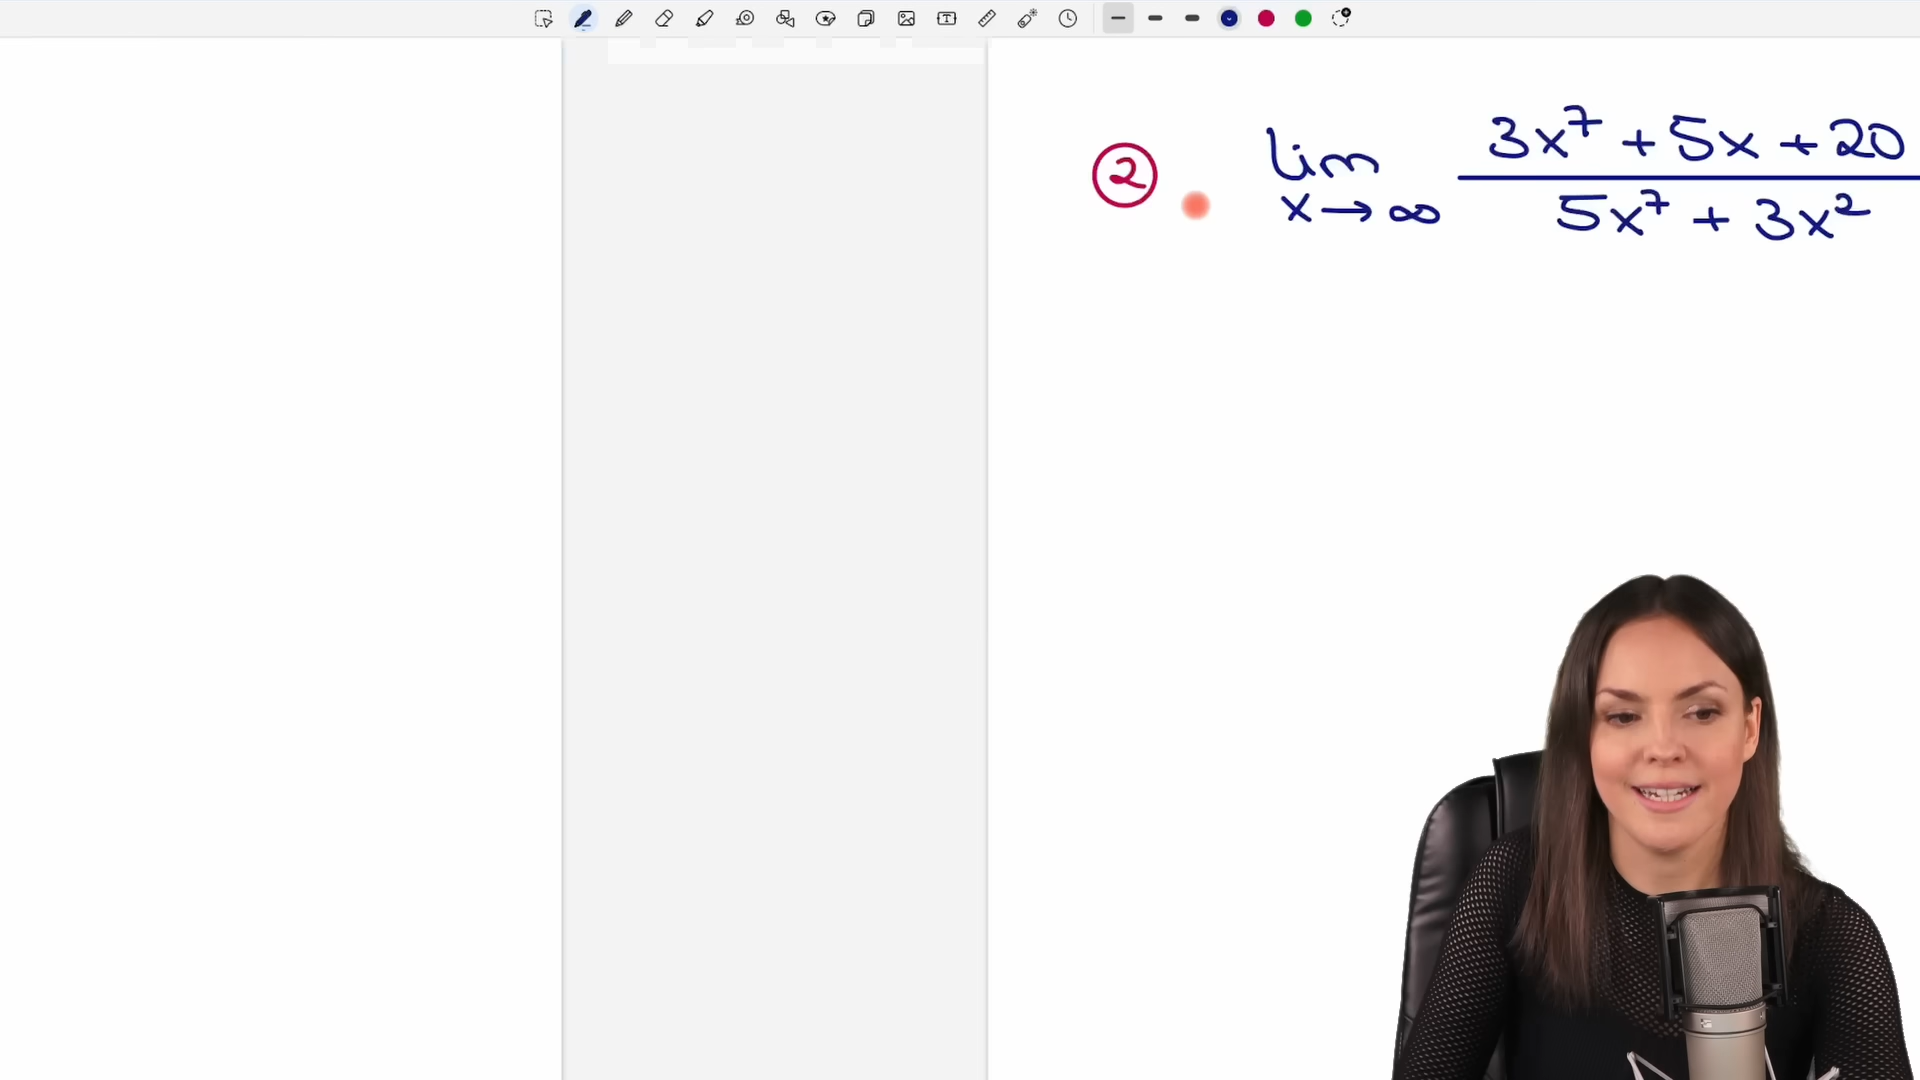 ②
lim x→∞ (3x⁷ + 5x + 20) / (5x⁷ + 3x²)